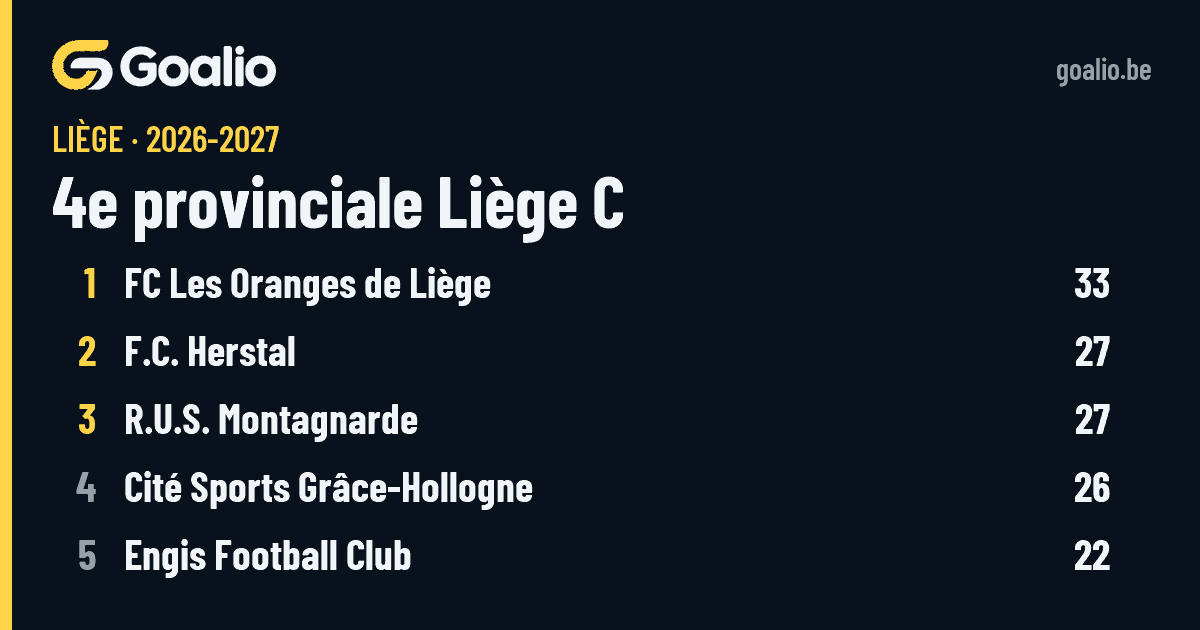 Goalio
goalio.be
LIÈGE · 2026-2027
4e provinciale Liège C
1 FC Les Oranges de Liège 33
2 F.C. Herstal 27
3 R.U.S. Montagnarde 27
4 Cité Sports Grâce-Hollogne 26
5 Engis Football Club 22